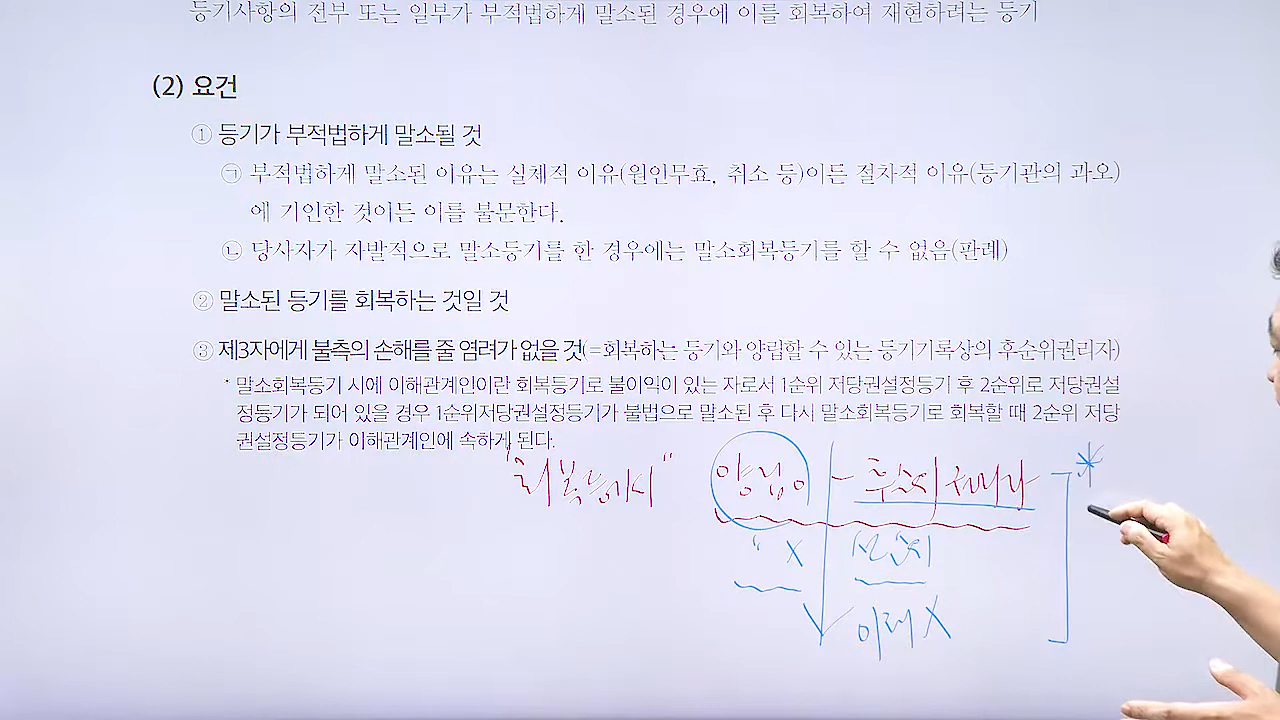 등기사항의 전부 또는 일부가 부적법하게 말소된 경우에 이를 회복하여 재현하려는 등기
(2) 요건
① 등기가 부적법하게 말소될 것
㉠ 부적법하게 말소된 이유는 실체적 이유(원인무효, 취소 등)이든 절차적 이유(등기관의 과오)
에 기인한 것이든 이를 불문한다.
㉡ 당사자가 자발적으로 말소등기를 한 경우에는 말소회복등기를 할 수 없음(판례)
② 말소된 등기를 회복하는 것일 것
③ 제3자에게 불측의 손해를 줄 염려가 없을 것(=회복하는 등기와 양립할 수 있는 등기기록상의 후순위권리자)
• 말소회복등기 시에 이해관계인이란 회복등기로 불이익이 있는 자로서 1순위 저당권설정등기 후 2순위로 저당권설
정등기가 되어 있을 경우 1순위저당권설정등기가 불법으로 말소된 후 다시 말소회복등기로 회복할 때 2순위 저당
권설정등기가 이해관계인에 속하게 된다.
"회복등기시" 양립 O - 후순위 권리자 *
" X 선순위
이해 X